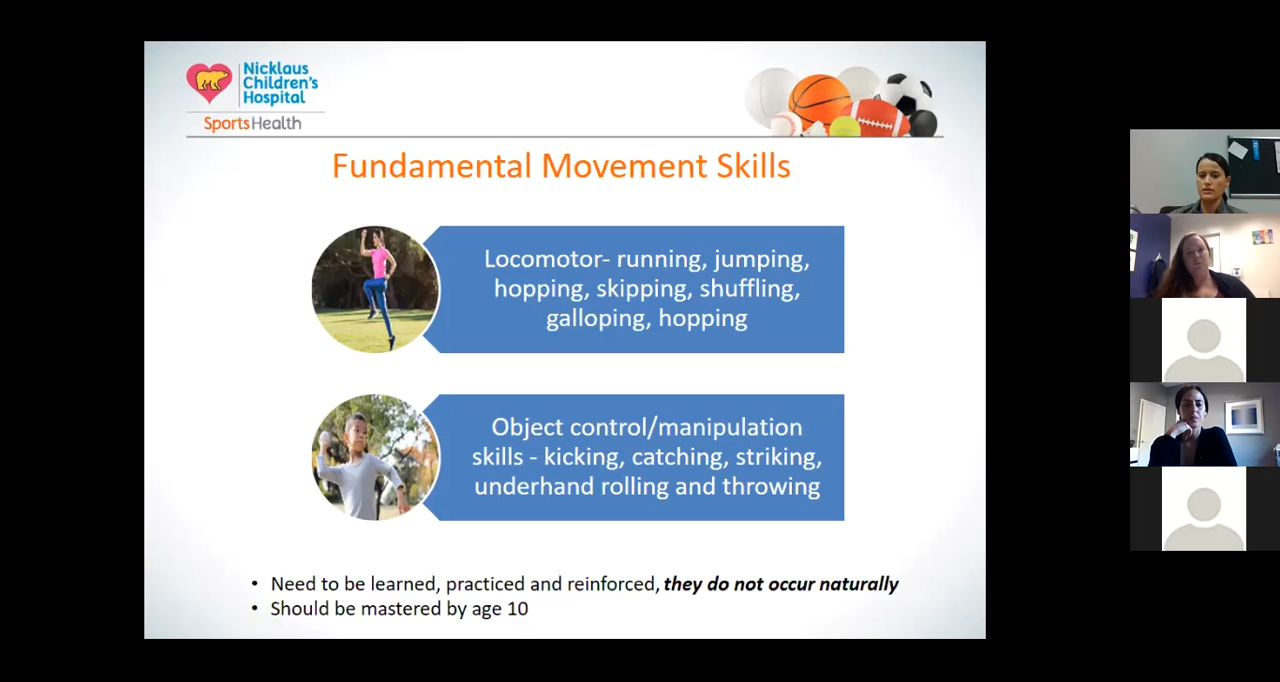 Nicklaus
Children's
Hospital
SportsHealth
Fundamental Movement Skills
Locomotor- running, jumping,
hopping, skipping, shuffling,
galloping, hopping
Object control/manipulation
skills - kicking, catching, striking,
underhand rolling and throwing
• Need to be learned, practiced and reinforced, they do not occur naturally
• Should be mastered by age 10